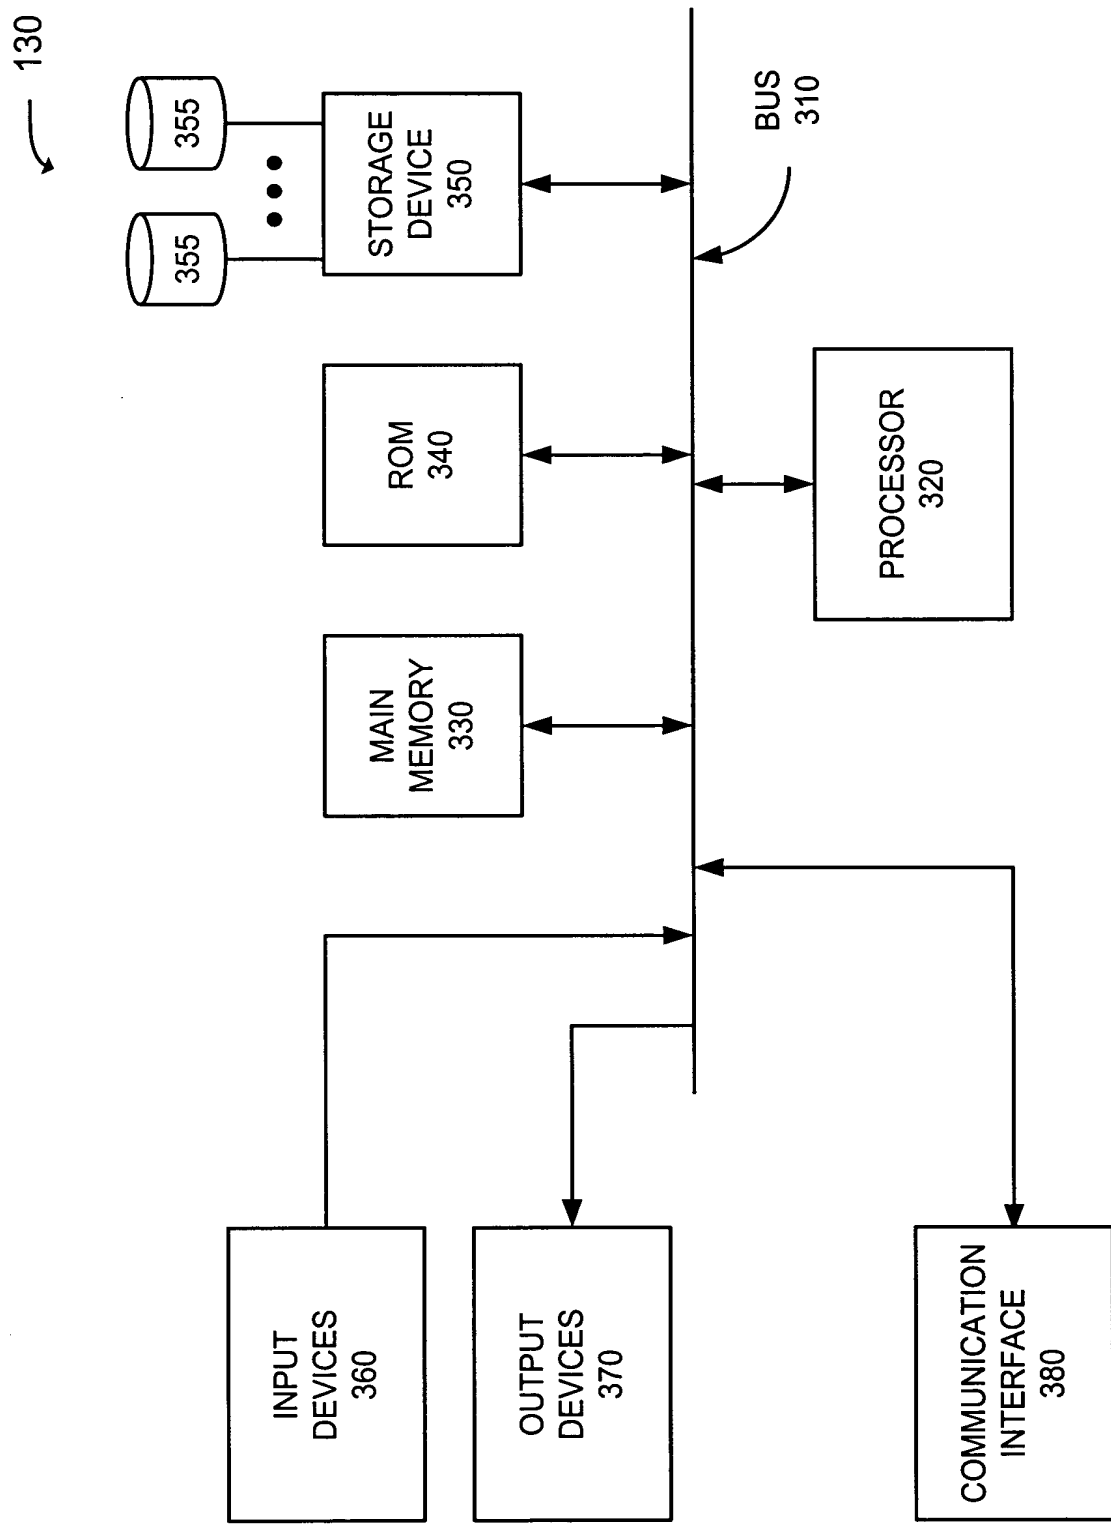 130
355
355
STORAGE
DEVICE
350
ROM
340
MAIN
MEMORY
330
BUS
310
PROCESSOR
320
INPUT
DEVICES
360
OUTPUT
DEVICES
370
COMMUNICATION
INTERFACE
380